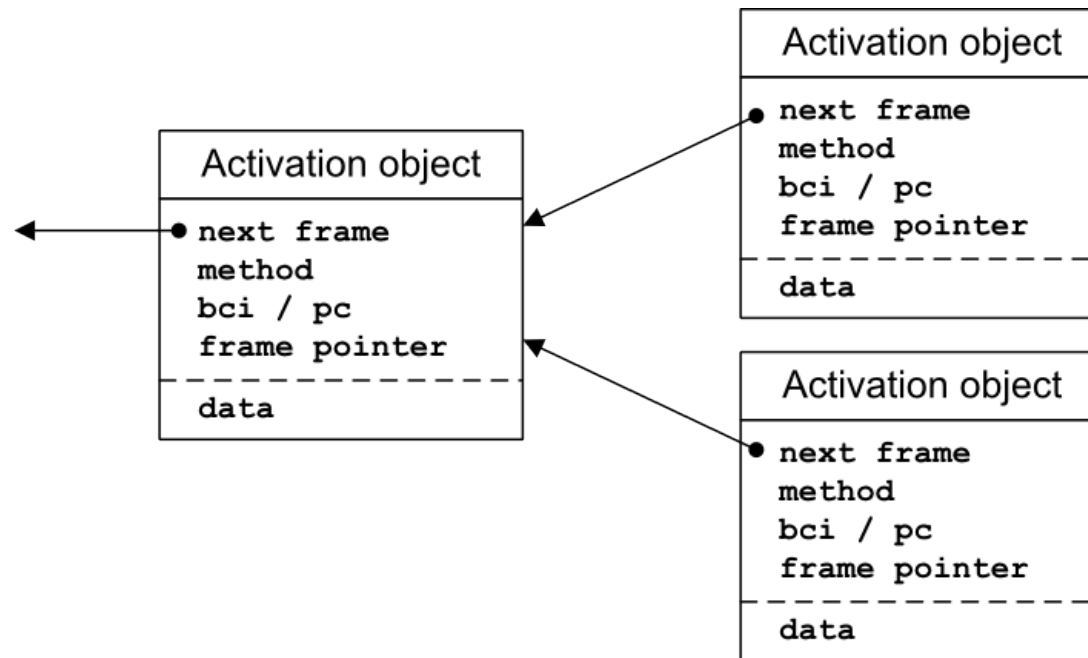 Activation object
next frame
method
bci / pc
frame pointer
data
Activation object
next frame
method
bci / pc
frame pointer
data
Activation object
next frame
method
bci / pc
frame pointer
data